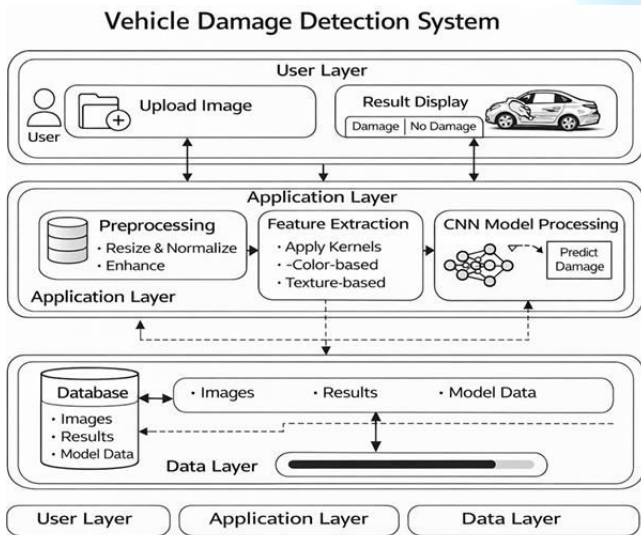 Vehicle Damage Detection System
User Layer
User
Upload Image
Result Display
Damage | No Damage
Application Layer
Preprocessing
· Resize & Normalize
· Enhance
Feature Extraction
· Apply Kernels
· -Color-based
· Texture-based
CNN Model Processing
Predict
Damage
Application Layer
Database
· Images
· Results
· Model Data
· Images
· Results
· Model Data
Data Layer
User Layer
Application Layer
Data Layer